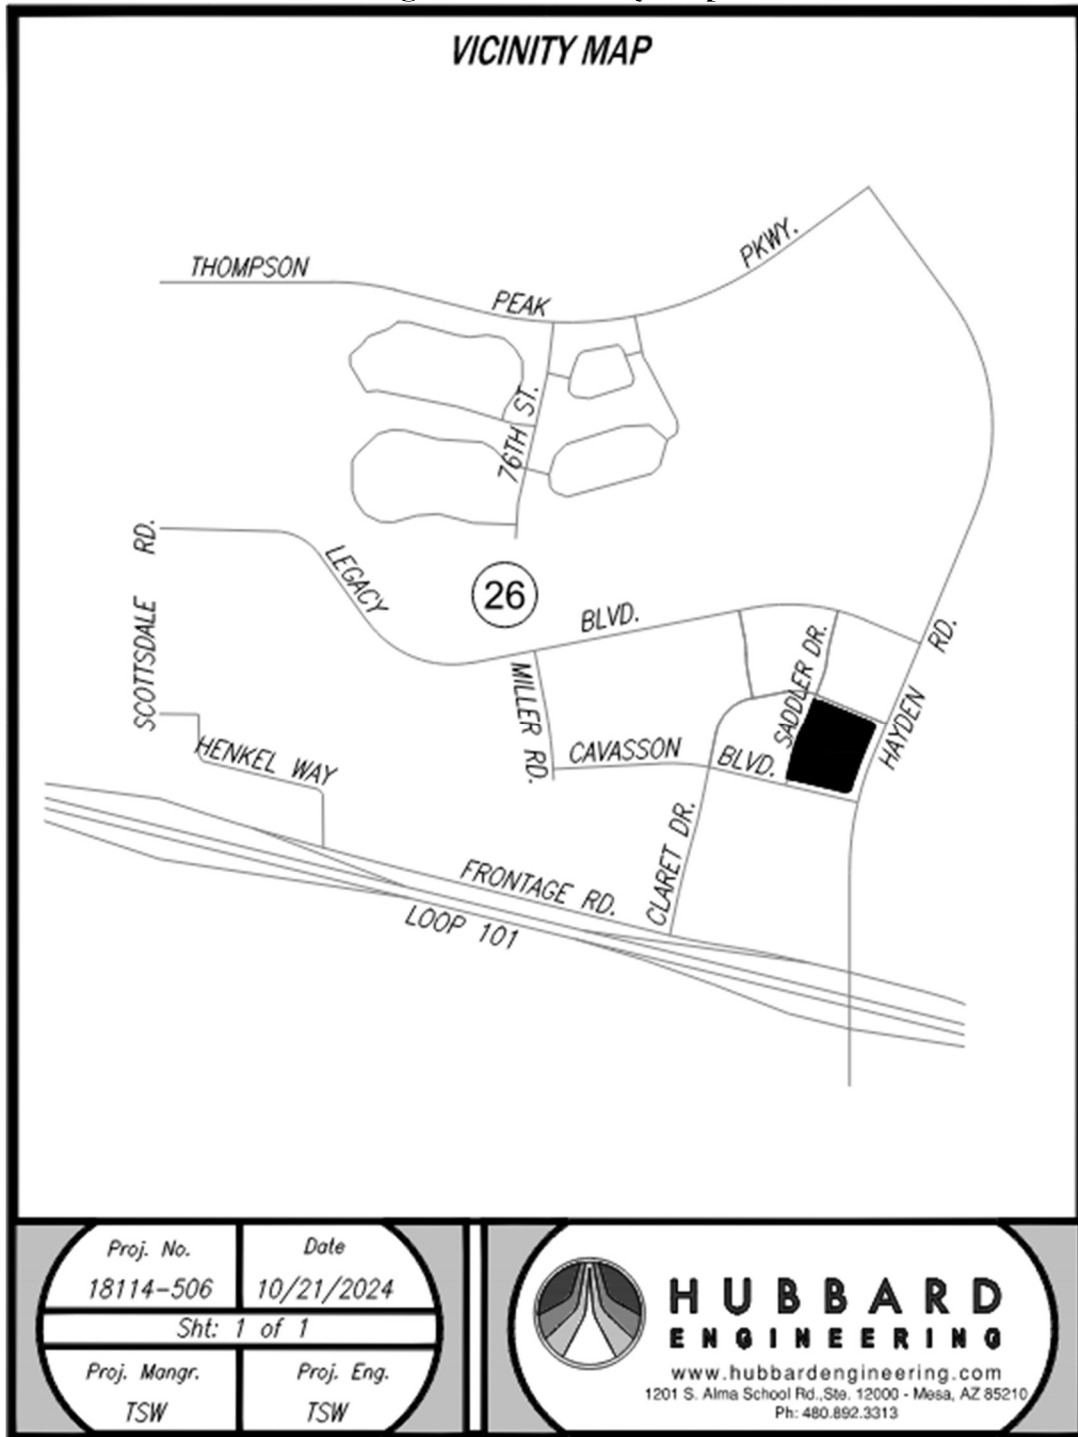 VICINITY MAP
THOMPSON
PEAK
PKWY.
76TH ST.
SCOTTSDALE RD.
LEGACY
26
BLVD.
MILLER RD.
SADDLER DR.
HAYDEN RD.
HENKEL WAY
CAVASSON
BLVD.
CLARET DR.
FRONTAGE RD.
LOOP 101
Proj. No.
18114-506
Date
10/21/2024
Sht: 1 of 1
Proj. Mangr.
TSW
Proj. Eng.
TSW
HUBBARD
ENGINEERING
www.hubbardengineering.com
1201 S. Alma School Rd.,Ste. 12000 - Mesa, AZ 85210
Ph: 480.892.3313